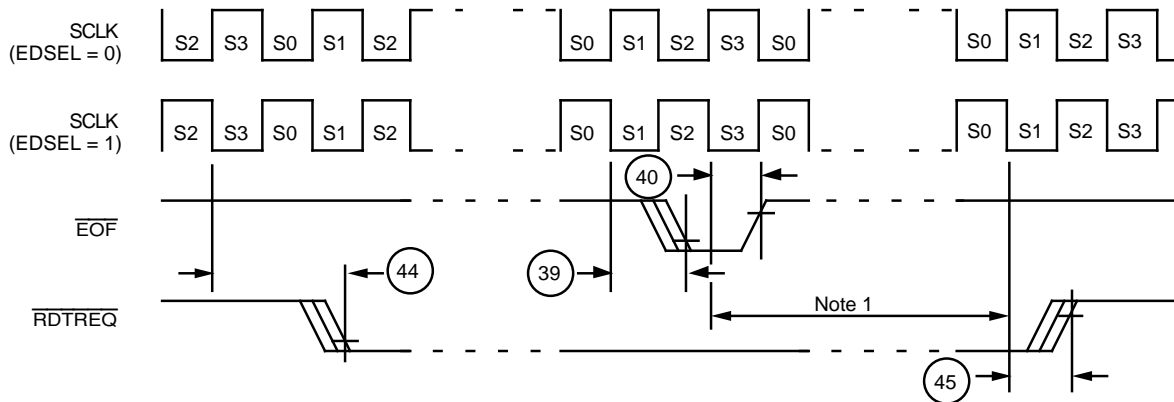 SCLK
(EDSEL = 0)
S2 S3 S0 S1 S2 S0 S1 S2 S3 S0 S0 S1 S2 S3
SCLK
(EDSEL = 1)
S2 S3 S0 S1 S2 S0 S1 S2 S3 S0 S0 S1 S2 S3
40
EOF
44
39
RDTREQ
Note 1
45